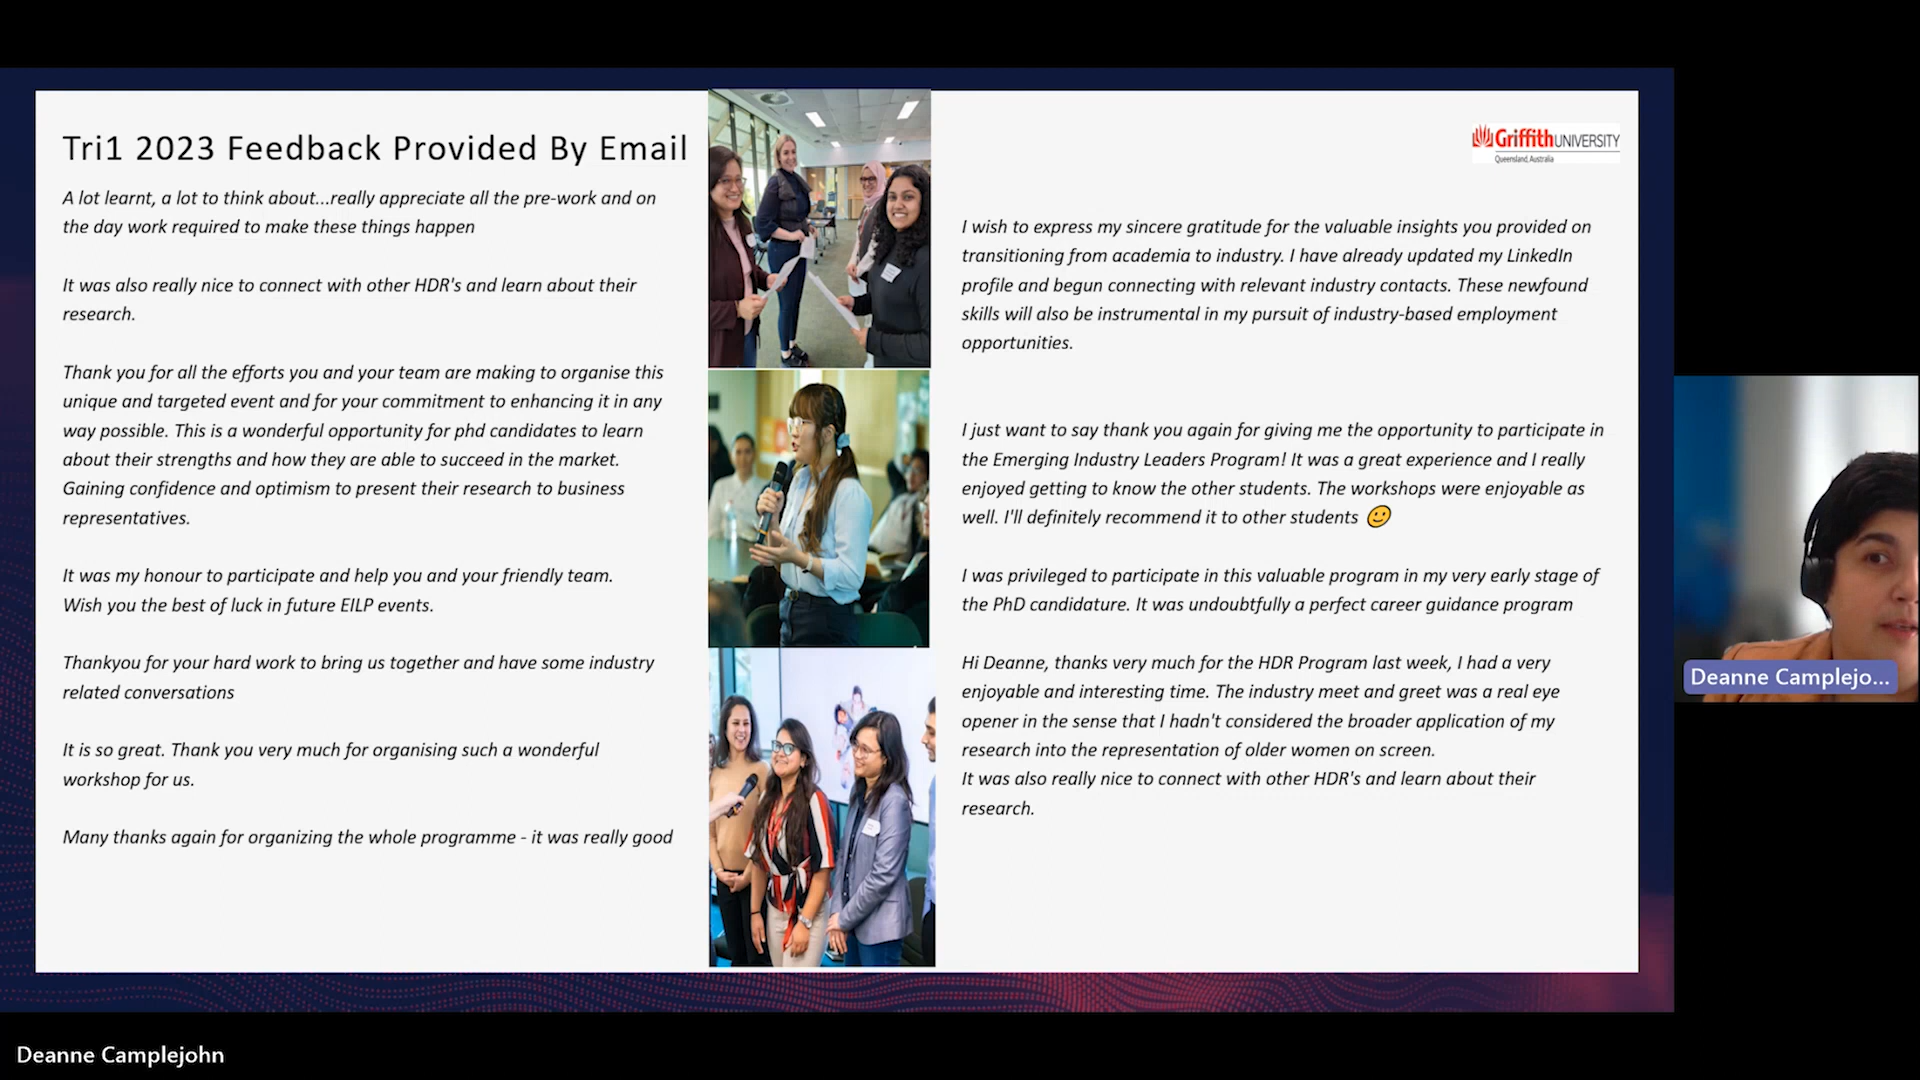 Tri1 2023 Feedback Provided By Email
A lot learnt, a lot to think about...really appreciate all the pre-work and on
the day work required to make these things happen
It was also really nice to connect with other HDR's and learn about their
research.
Thank you for all the efforts you and your team are making to organise this
unique and targeted event and for your commitment to enhancing it in any
way possible. This is a wonderful opportunity for phd candidates to learn
about their strengths and how they are able to succeed in the market.
Gaining confidence and optimism to present their research to business
representatives.
It was my honour to participate and help you and your friendly team.
Wish you the best of luck in future EILP events.
Thankyou for your hard work to bring us together and have some industry
related conversations
It is so great. Thank you very much for organising such a wonderful
workshop for us.
Many thanks again for organizing the whole programme - it was really good
Griffith UNIVERSITY
Queensland, Australia
I wish to express my sincere gratitude for the valuable insights you provided on
transitioning from academia to industry. I have already updated my LinkedIn
profile and begun connecting with relevant industry contacts. These newfound
skills will also be instrumental in my pursuit of industry-based employment
opportunities.
I just want to say thank you again for giving me the opportunity to participate in
the Emerging Industry Leaders Program! It was a great experience and I really
enjoyed getting to know the other students. The workshops were enjoyable as
well. I'll definitely recommend it to other students 🙂
I was privileged to participate in this valuable program in my very early stage of
the PhD candidature. It was undoubtfully a perfect career guidance program
Hi Deanne, thanks very much for the HDR Program last week, I had a very
enjoyable and interesting time. The industry meet and greet was a real eye
opener in the sense that I hadn't considered the broader application of my
research into the representation of older women on screen.
It was also really nice to connect with other HDR's and learn about their
research.
Deanne Camplejo...
Deanne Camplejohn